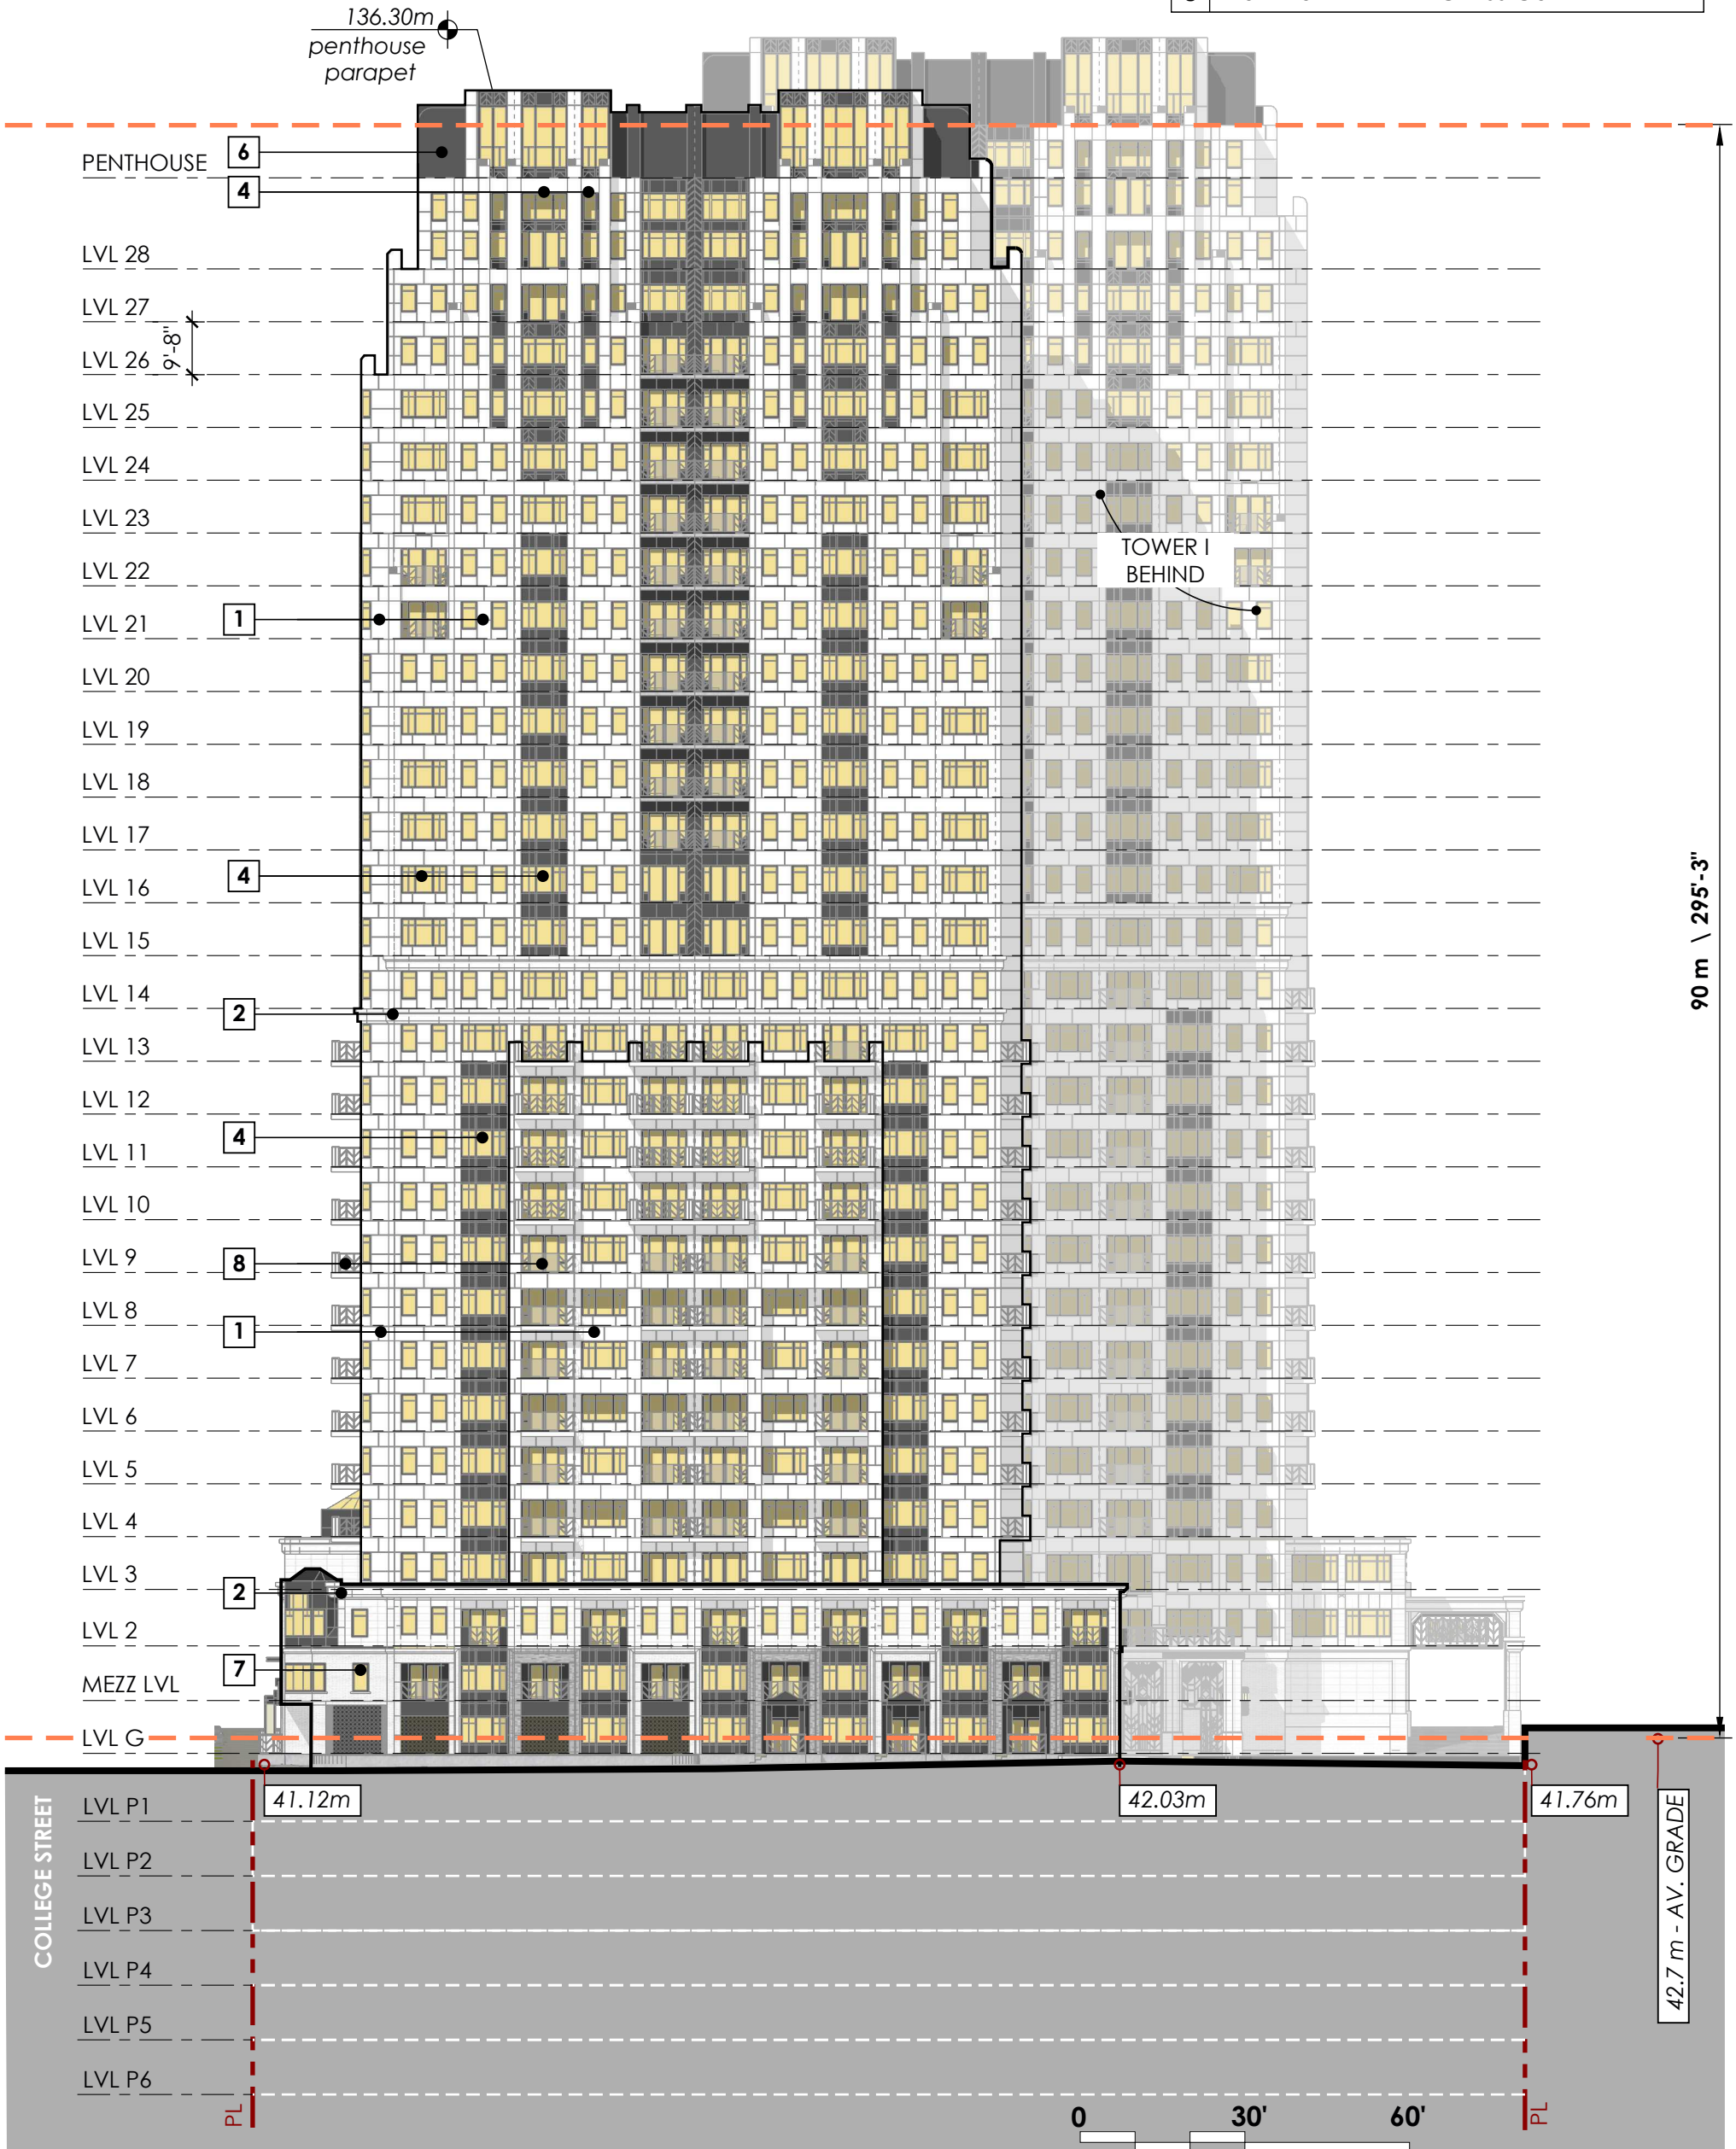 136.30m
penthouse
parapet
PENTHOUSE
6
4
LVL 28
LVL 27
9'-8"
LVL 26
LVL 25
LVL 24
LVL 23
TOWER I
BEHIND
LVL 22
1
LVL 21
LVL 20
LVL 19
LVL 18
LVL 17
4
LVL 16
90 m \ 295'-3"
LVL 15
LVL 14
2
LVL 13
LVL 12
4
LVL 11
LVL 10
LVL 9
8
LVL 8
1
LVL 7
LVL 6
LVL 5
LVL 4
LVL 3
2
LVL 2
7
MEZZ LVL
LVL G
41.12m
42.03m
41.76m
42.7 m - AV. GRADE
COLLEGE STREET
LVL P1
LVL P2
LVL P3
LVL P4
LVL P5
LVL P6
PL
PL
0 30' 60'